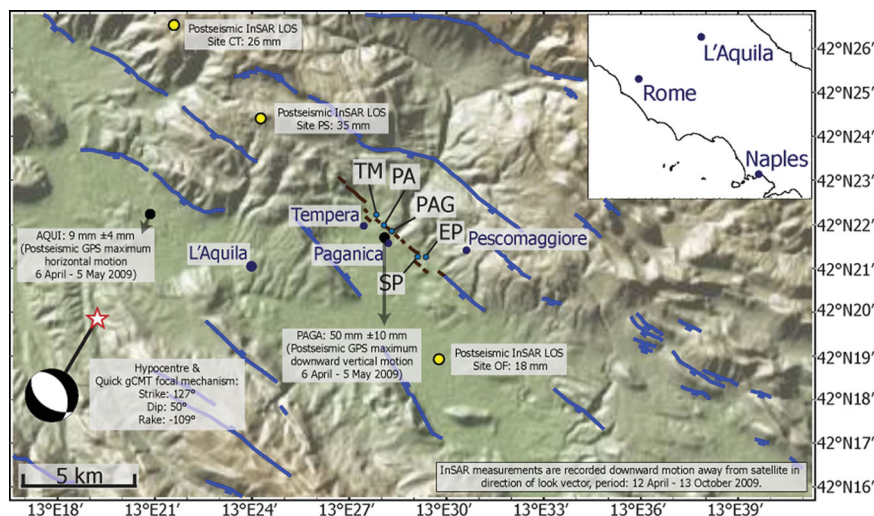 Postseismic InSAR LOS
Site CT: 26 mm
L'Aquila
Rome
Naples
Postseismic InSAR LOS
Site PS: 35 mm
TM
PA
PAG
EP
SP
Tempera
Paganica
Pescomaggiore
L'Aquila
AQUI: 9 mm ±4 mm
(Postseismic GPS maximum
horizontal motion
6 April - 5 May 2009)
PAGA: 50 mm ±10 mm
(Postseismic GPS maximum
downward vertical motion
6 April - 5 May 2009)
Postseismic InSAR LOS
Site OF: 18 mm
Hypocentre &
Quick gCMT focal mechanism:
Strike: 127°
Dip: 50°
Rake: -109°
5 km
InSAR measurements are recorded downward motion away from satellite in
direction of look vector, period: 12 April - 13 October 2009.
42°N26'
42°N25'
42°N24'
42°N23'
42°N22'
42°N21'
42°N20'
42°N19'
42°N18'
42°N17'
42°N16'
13°E18' 13°E21' 13°E24' 13°E27' 13°E30' 13°E33' 13°E36' 13°E39'